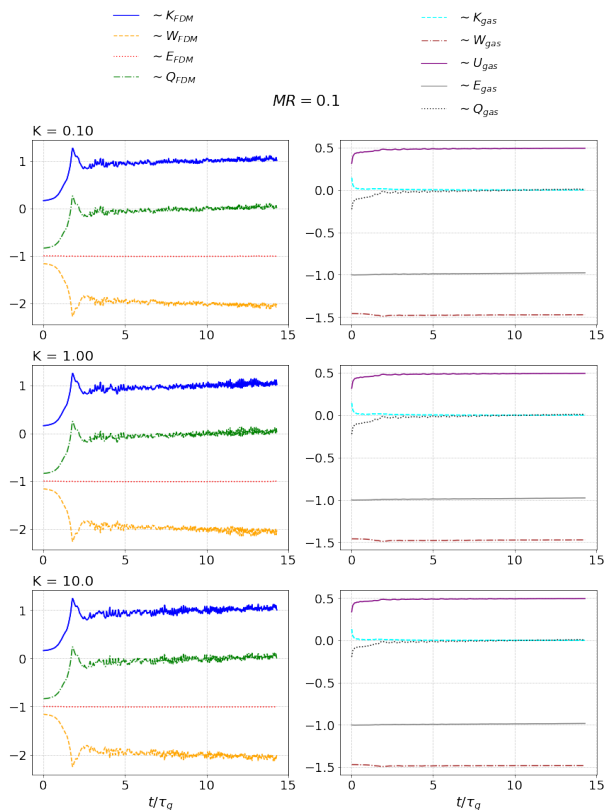 ~ K_FDM
~ W_FDM
~ E_FDM
~ Q_FDM
~ K_gas
~ W_gas
~ U_gas
~ E_gas
~ Q_gas
MR = 0.1
K = 0.10
1
0
−1
−2
0 5 10 15
0.5
0.0
−0.5
−1.0
−1.5
0 5 10 15
K = 1.00
1
0
−1
−2
0 5 10 15
0.5
0.0
−0.5
−1.0
−1.5
0 5 10 15
K = 10.0
1
0
−1
−2
0 5 10 15
t/τ_g
0.5
0.0
−0.5
−1.0
−1.5
0 5 10 15
t/τ_g